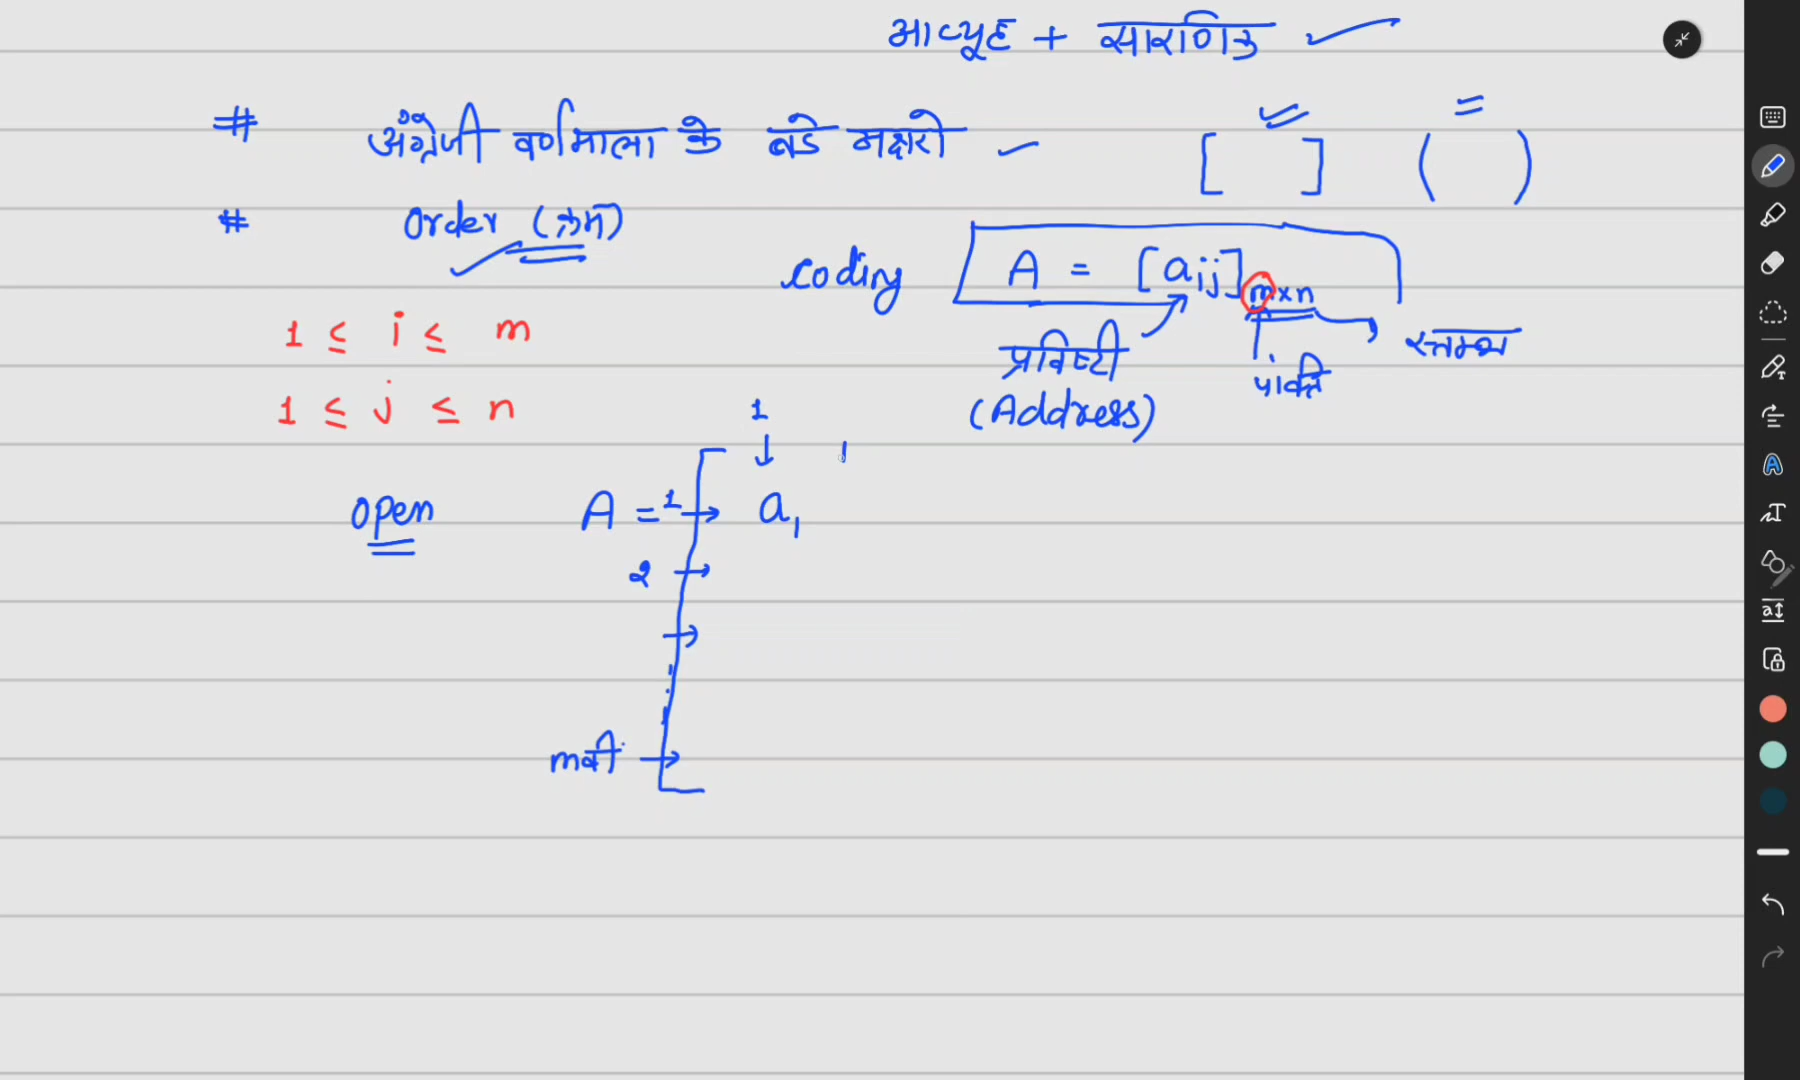 आव्यूह + सारणिक
# अंग्रेजी वर्णमाला के बडे अक्षरो [ ] ( )
# Order (क्रम)
coding A = [aij]m×n
1 ≤ i ≤ m
प्रविष्टी पंक्ति स्तम्भ
1 ≤ j ≤ n
(Address)
1
open A = 1 → a1
2 →
mवी →